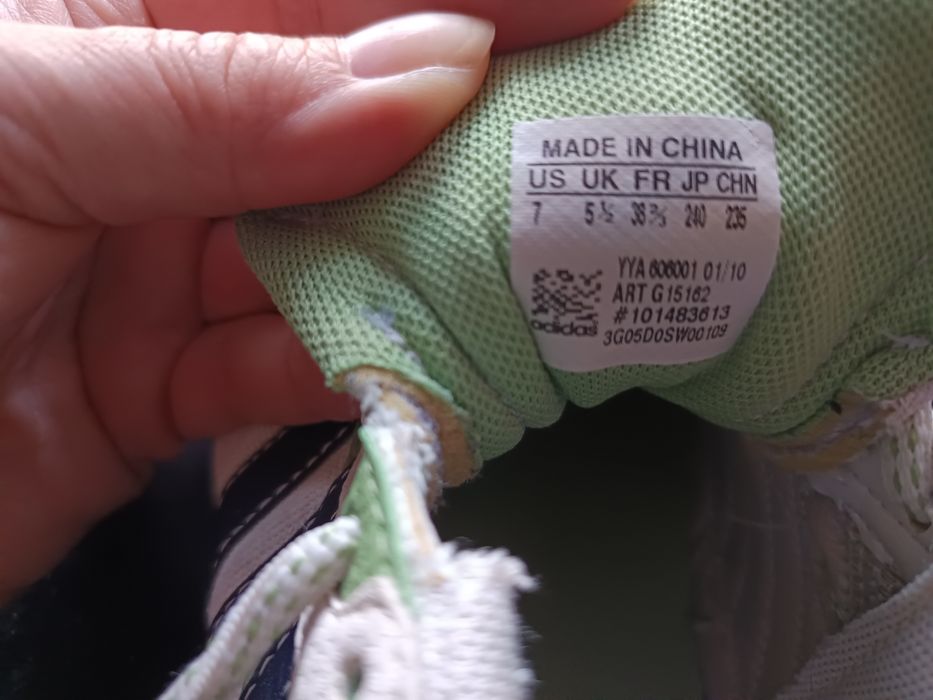 MADE IN CHINA
US UK FR JP CHN
7 5½ 38⅔ 240 235
YYA 606001 01/10
ART G15162
#101483613
adidas 3G05D0SW00109